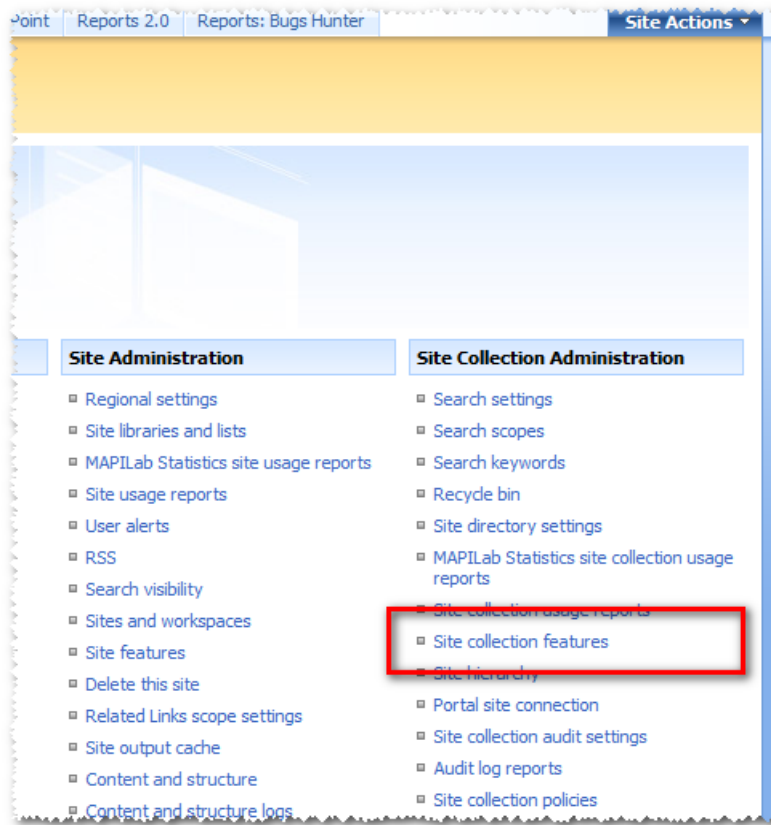 Point Reports 2.0 Reports: Bugs Hunter Site Actions
Site Administration
Regional settings
Site libraries and lists
MAPILab Statistics site usage reports
Site usage reports
User alerts
RSS
Search visibility
Sites and workspaces
Site features
Delete this site
Related Links scope settings
Site output cache
Content and structure
Content and structure logs
Site Collection Administration
Search settings
Search scopes
Search keywords
Recycle bin
Site directory settings
MAPILab Statistics site collection usage
reports
Site collection usage reports
Site collection features
Site hierarchy
Portal site connection
Site collection audit settings
Audit log reports
Site collection policies